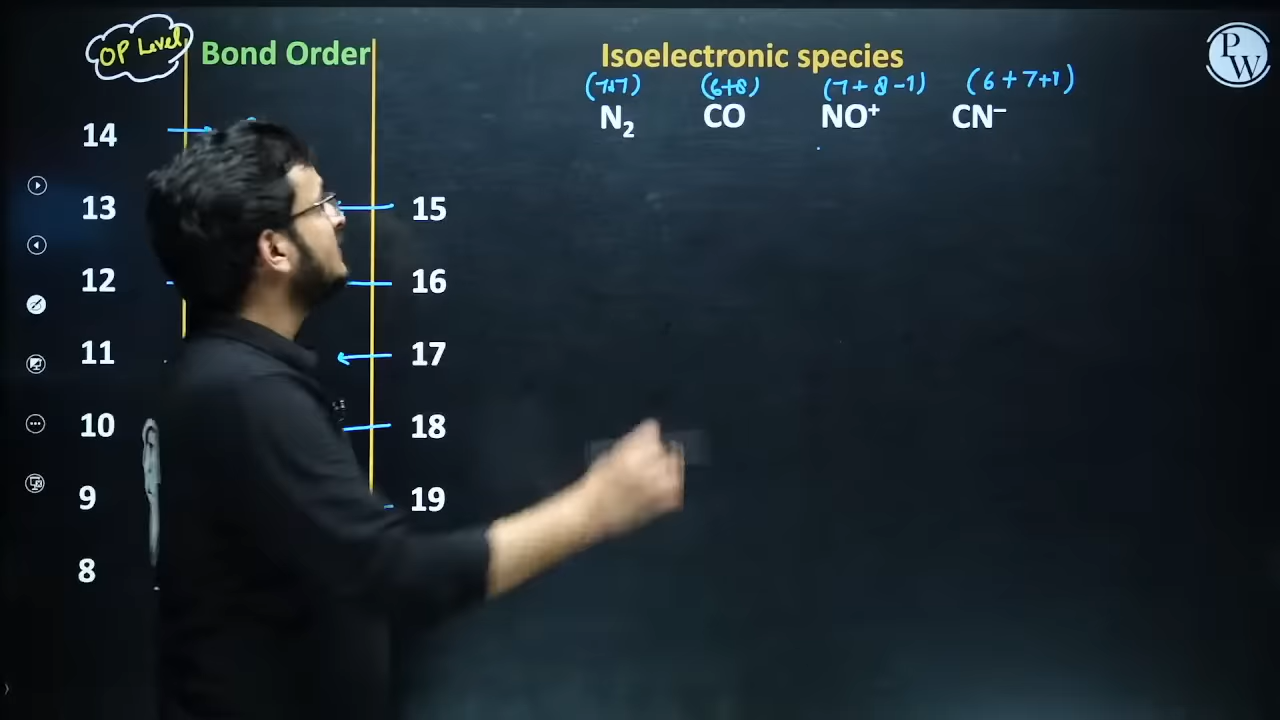 OP Level
Bond Order
Isoelectronic species
(7+7) (6+8) (7+8-1) (6+7+1)
N₂ CO NO⁺ CN⁻
14
13 15
12 16
11 17
10 18
9 19
8
PW